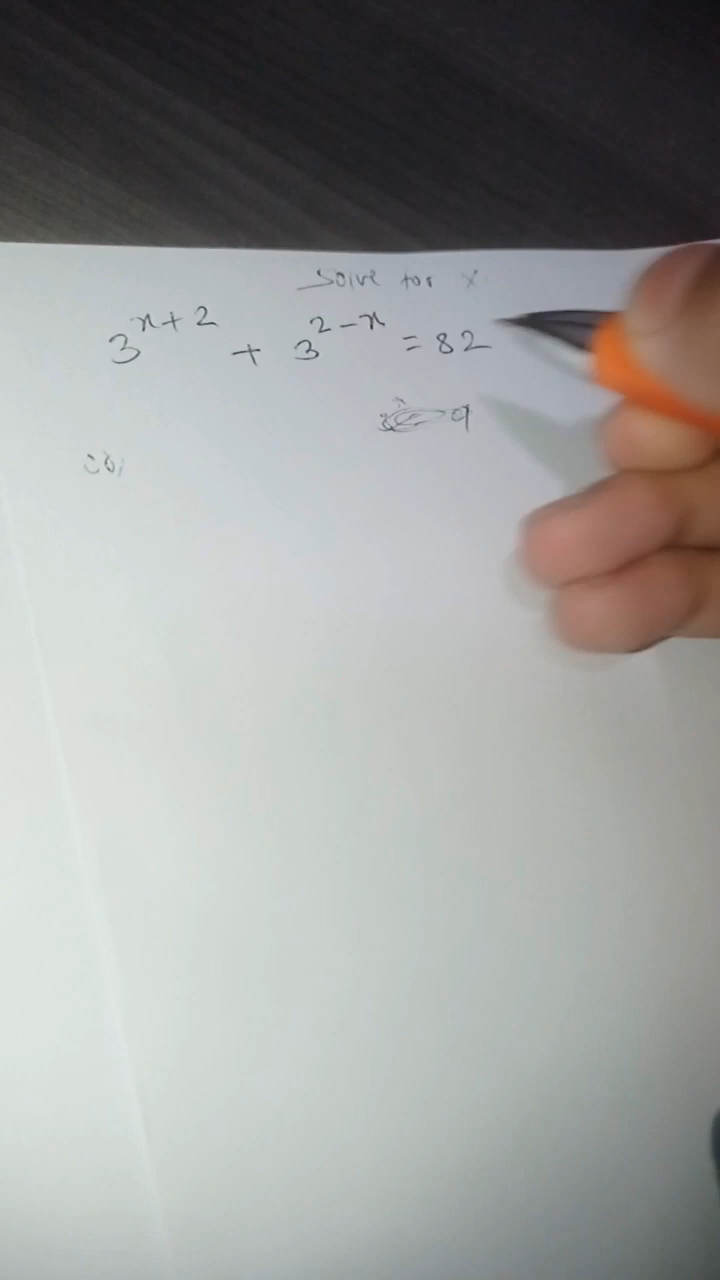 Solve for x
3^{x+2} + 3^{2-x} = 82
9